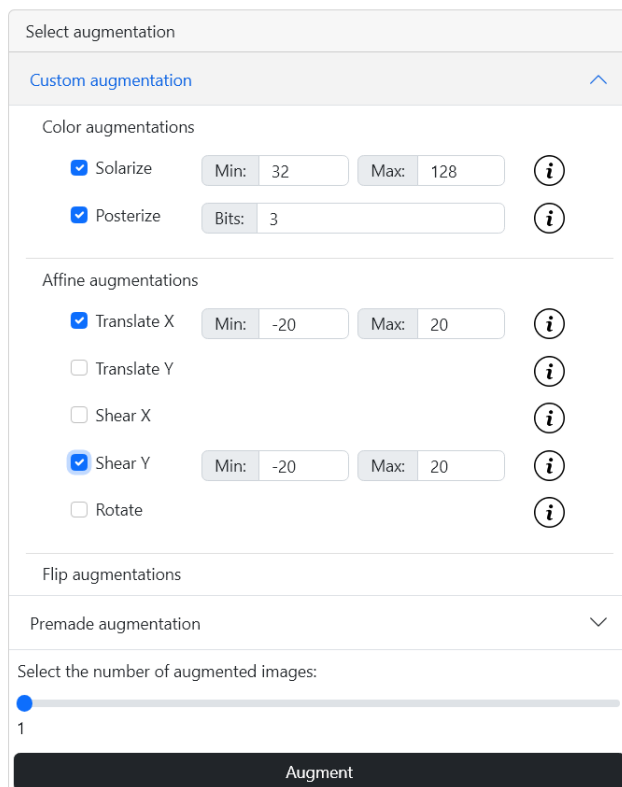 Select augmentation
Custom augmentation
Color augmentations
Solarize Min: 32 Max: 128 i
Posterize Bits: 3 i
Affine augmentations
Translate X Min: -20 Max: 20 i
Translate Y i
Shear X i
Shear Y Min: -20 Max: 20 i
Rotate i
Flip augmentations
Premade augmentation
Select the number of augmented images:
1
Augment